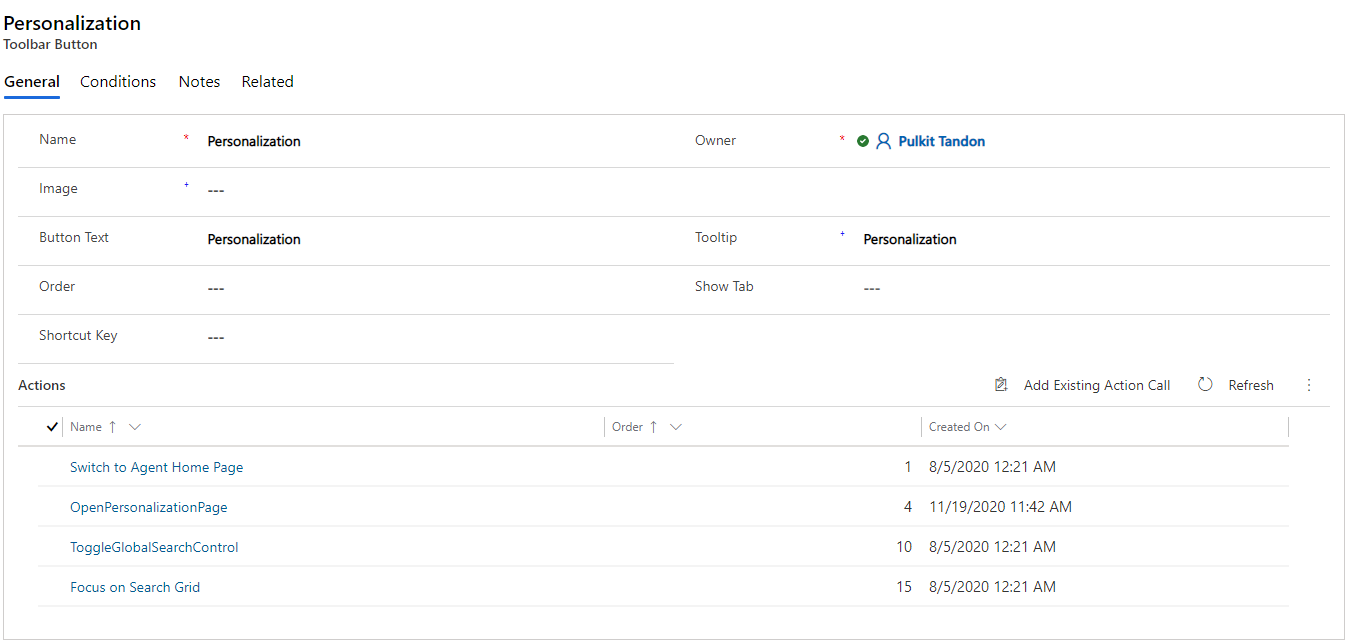 Personalization
Toolbar Button
General Conditions Notes Related
Name * Personalization Owner * Pulkit Tandon
Image + ---
Button Text Personalization Tooltip + Personalization
Order --- Show Tab ---
Shortcut Key ---
Actions Add Existing Action Call Refresh
Name ↑ Order ↑ Created On
Switch to Agent Home Page 1 8/5/2020 12:21 AM
OpenPersonalizationPage 4 11/19/2020 11:42 AM
ToggleGlobalSearchControl 10 8/5/2020 12:21 AM
Focus on Search Grid 15 8/5/2020 12:21 AM